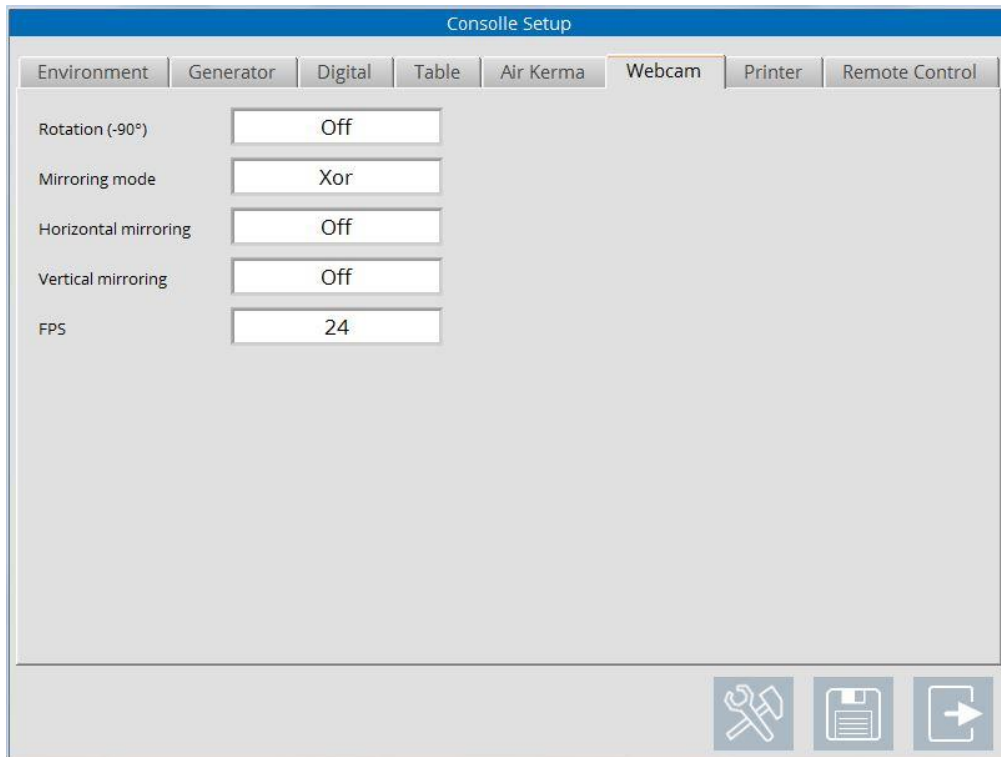 Consolle Setup
Environment Generator Digital Table Air Kerma Webcam Printer Remote Control
Rotation (-90°) Off
Mirroring mode Xor
Horizontal mirroring Off
Vertical mirroring Off
FPS 24